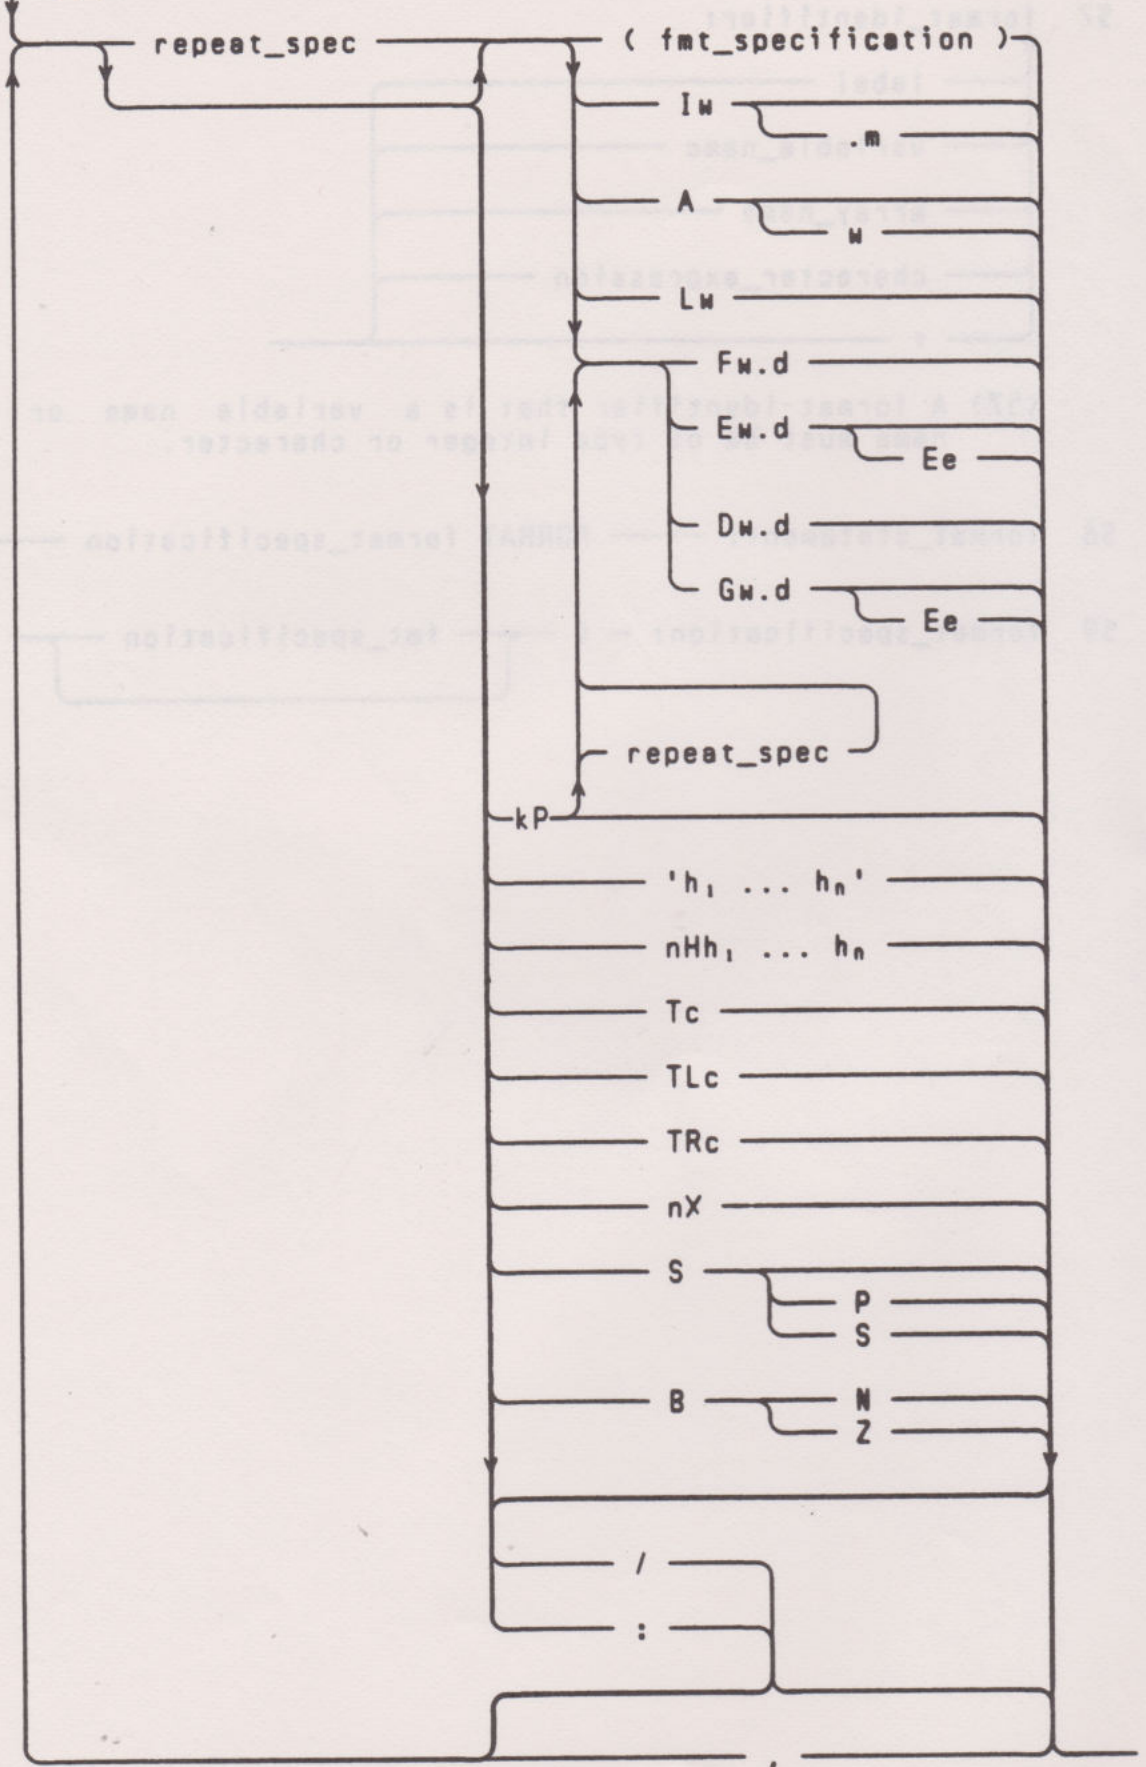 repeat_spec
( fmt_specification )
Iw
.m
A
w
Lw
Fw.d
Ew.d
Ee
Dw.d
Gw.d
Ee
repeat_spec
kP
'h₁ ... hₙ'
nHh₁ ... hₙ
Tc
TLc
TRc
nX
S
P
S
B
N
Z
/
:
,